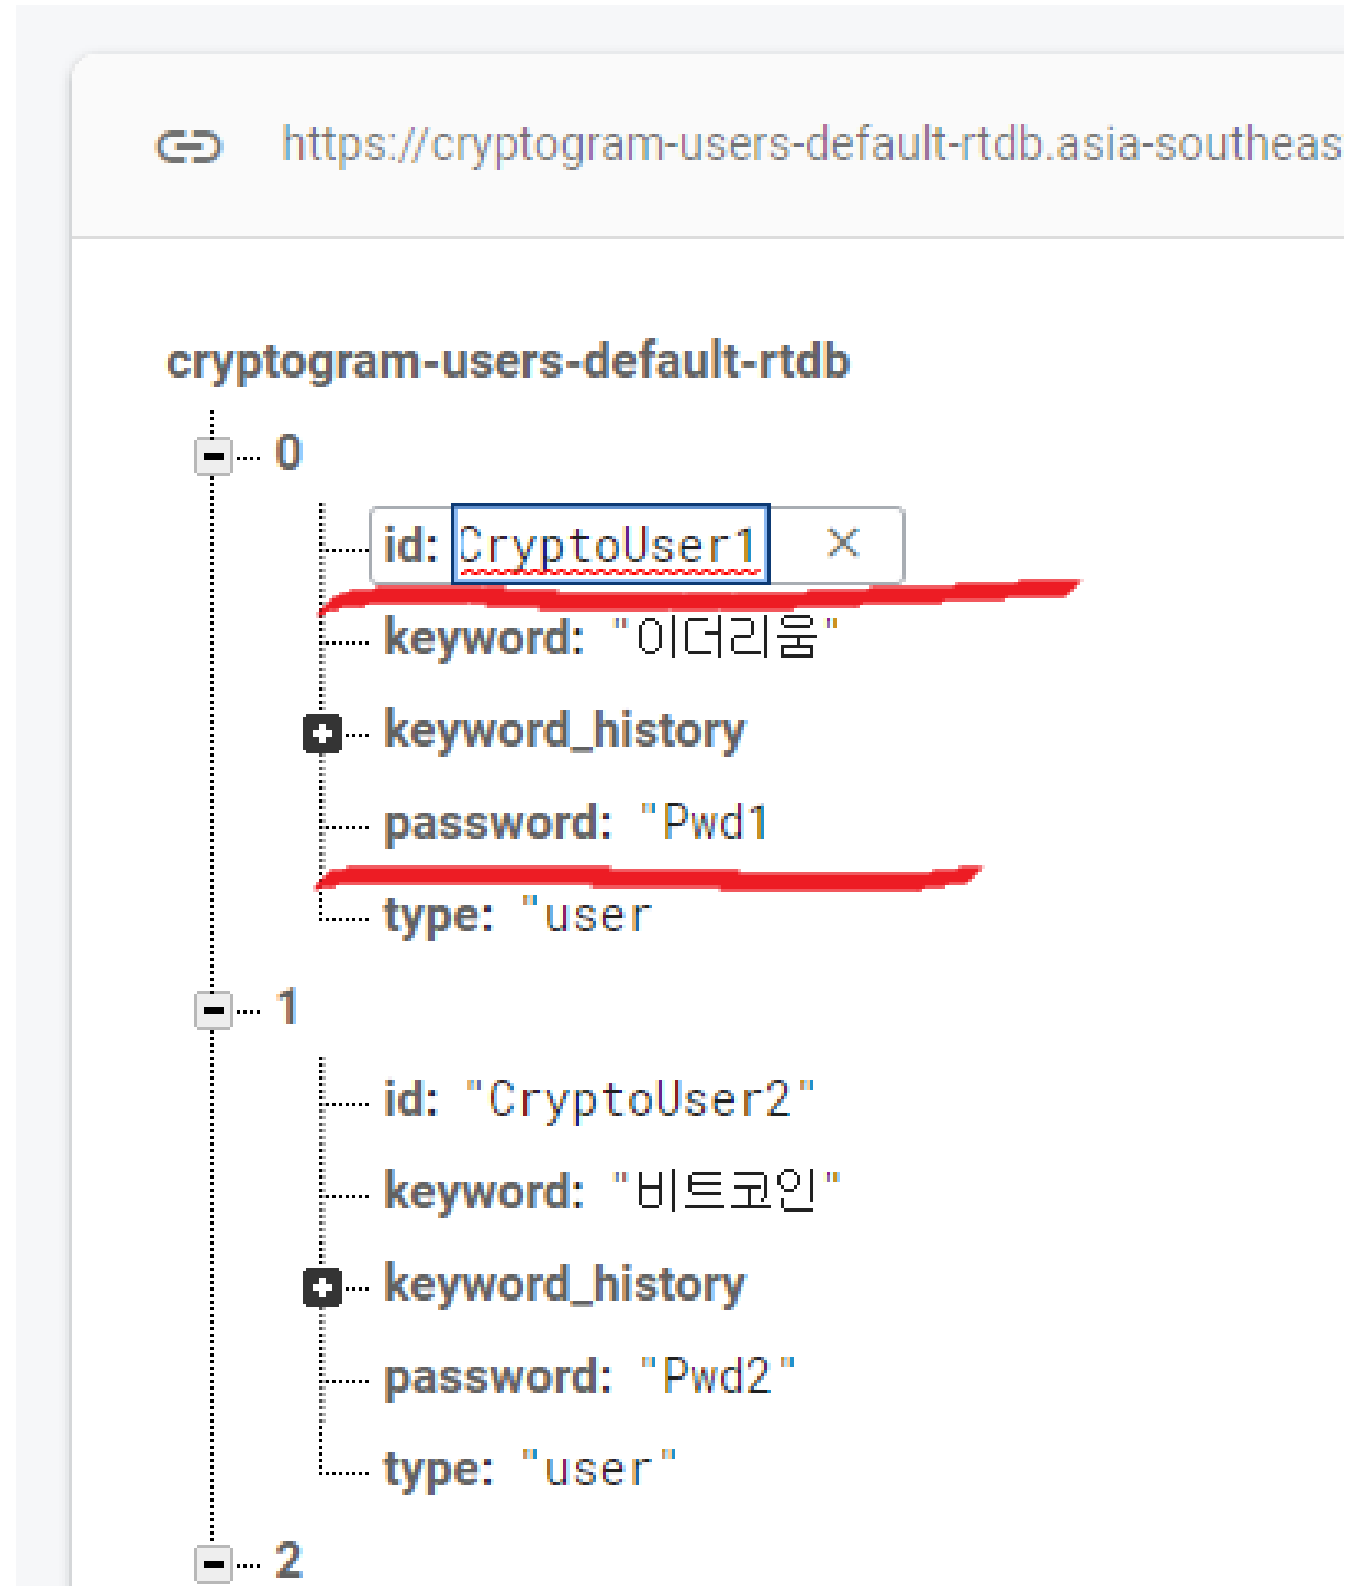 https://cryptogram-users-default-rtdb.asia-southeas
cryptogram-users-default-rtdb
0
id: CryptoUser1 ×
keyword: "이더리움"
keyword_history
password: "Pwd1
type: "user
1
id: "CryptoUser2"
keyword: "비트코인"
keyword_history
password: "Pwd2"
type: "user"
2